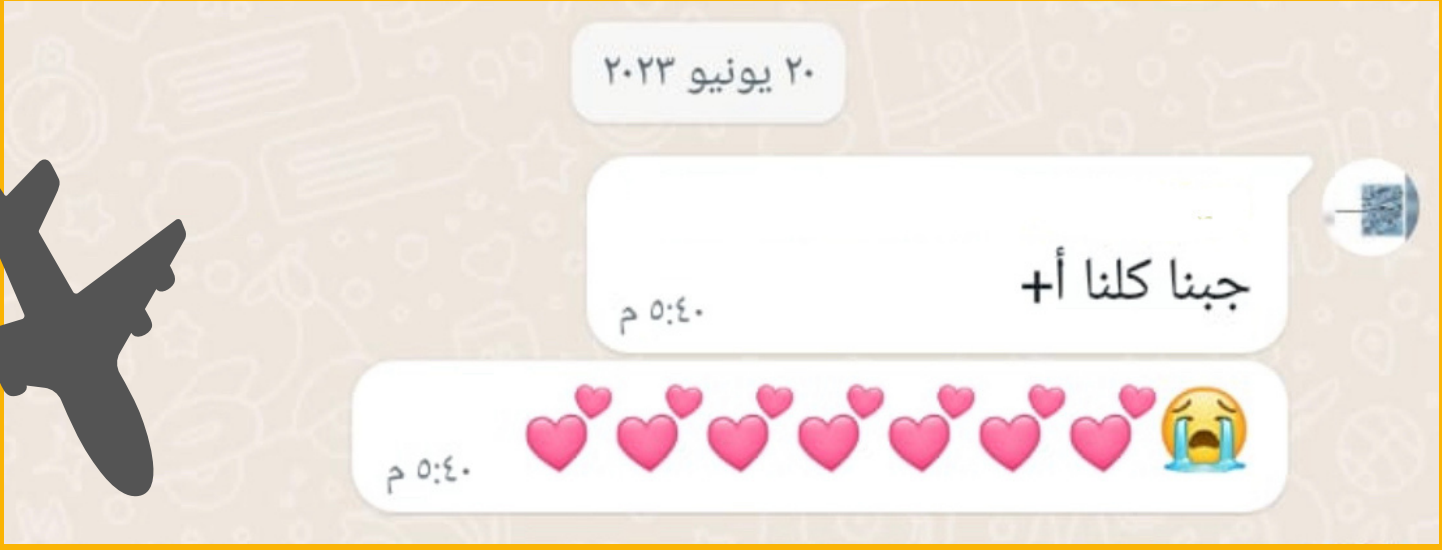 ٢٠ يونيو ٢٠٢٣
جبنا كلنا أ+
٥:٤٠ م
😭💕💕💕💕💕💕💕
٥:٤٠ م